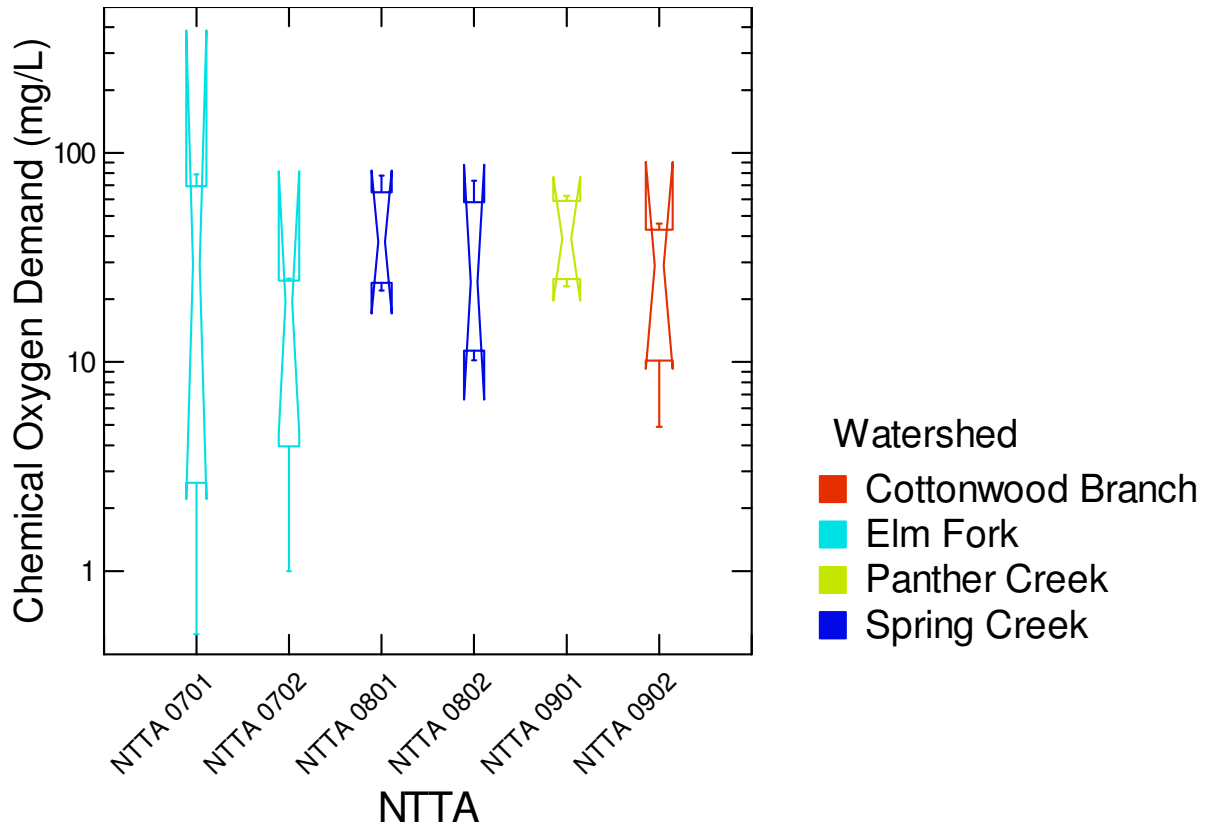 Chemical Oxygen Demand (mg/L)
100
10
1
NTTA 0701
NTTA 0702
NTTA 0801
NTTA 0802
NTTA 0901
NTTA 0902
NTTA
Watershed
Cottonwood Branch
Elm Fork
Panther Creek
Spring Creek